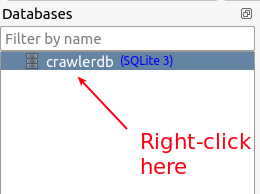 Databases
Filter by name
crawlerdb (SQLite 3)
Right-click
here